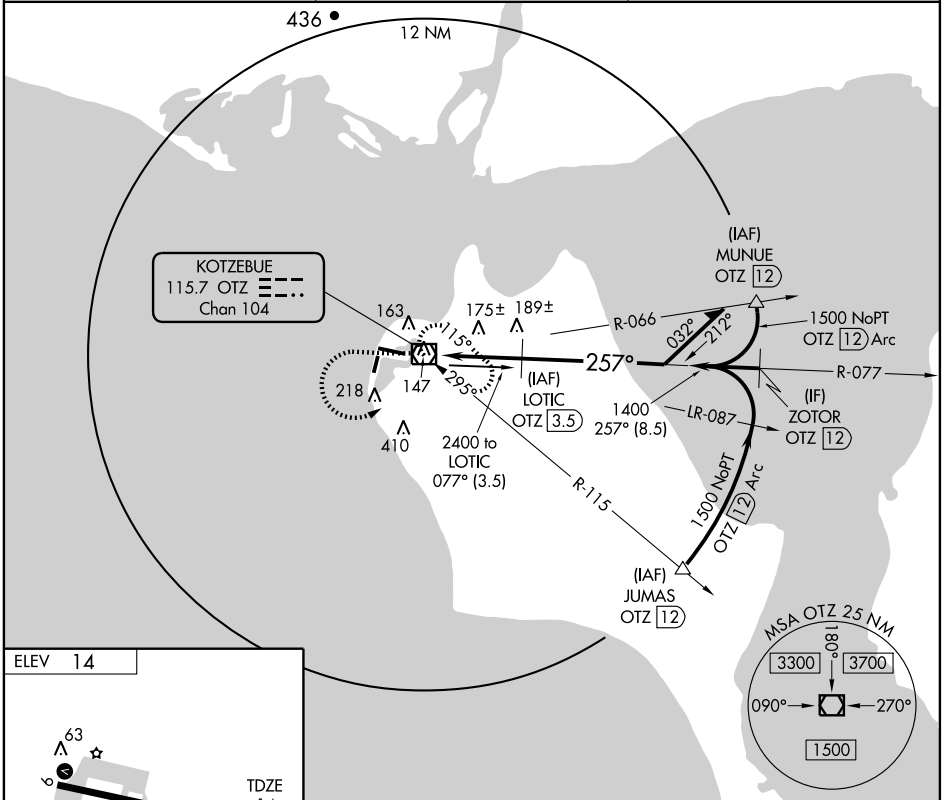 436
12 NM
(IAF)
MUNUE
OTZ 12
KOTZEBUE
115.7 OTZ
Chan 104
163
175±
189±
R-066
032°
212°
1500 NoPT
OTZ 12 Arc
115°
257°
R-077
147
295°
(IAF)
LOTIC
OTZ 3.5
1400
257° (8.5)
LR-087
(IF)
ZOTOR
OTZ 12
218
410
2400 to
LOTIC
077° (3.5)
R-115
1500 NoPT
OTZ 12 Arc
(IAF)
JUMAS
OTZ 12
MSA OTZ 25 NM
180°
3300
3700
090°
270°
1500
ELEV 14
63
9
TDZE